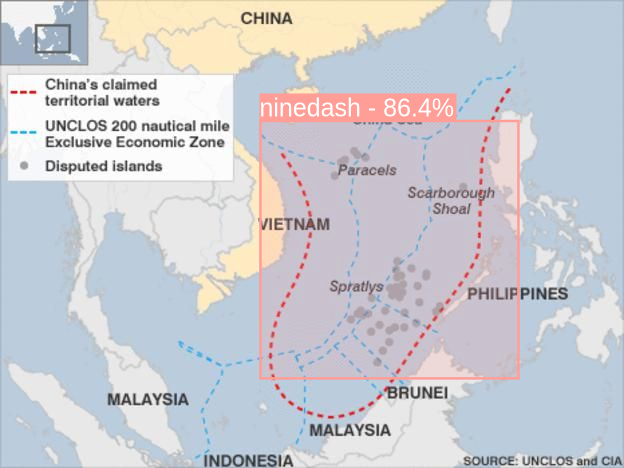 CHINA
China's claimed
territorial waters
UNCLOS 200 nautical mile
Exclusive Economic Zone
Disputed islands
ninedash - 86.4%
China Sea
Paracels
Scarborough
Shoal
VIETNAM
Spratlys
PHILIPPINES
MALAYSIA
BRUNEI
MALAYSIA
INDONESIA
SOURCE: UNCLOS and CIA